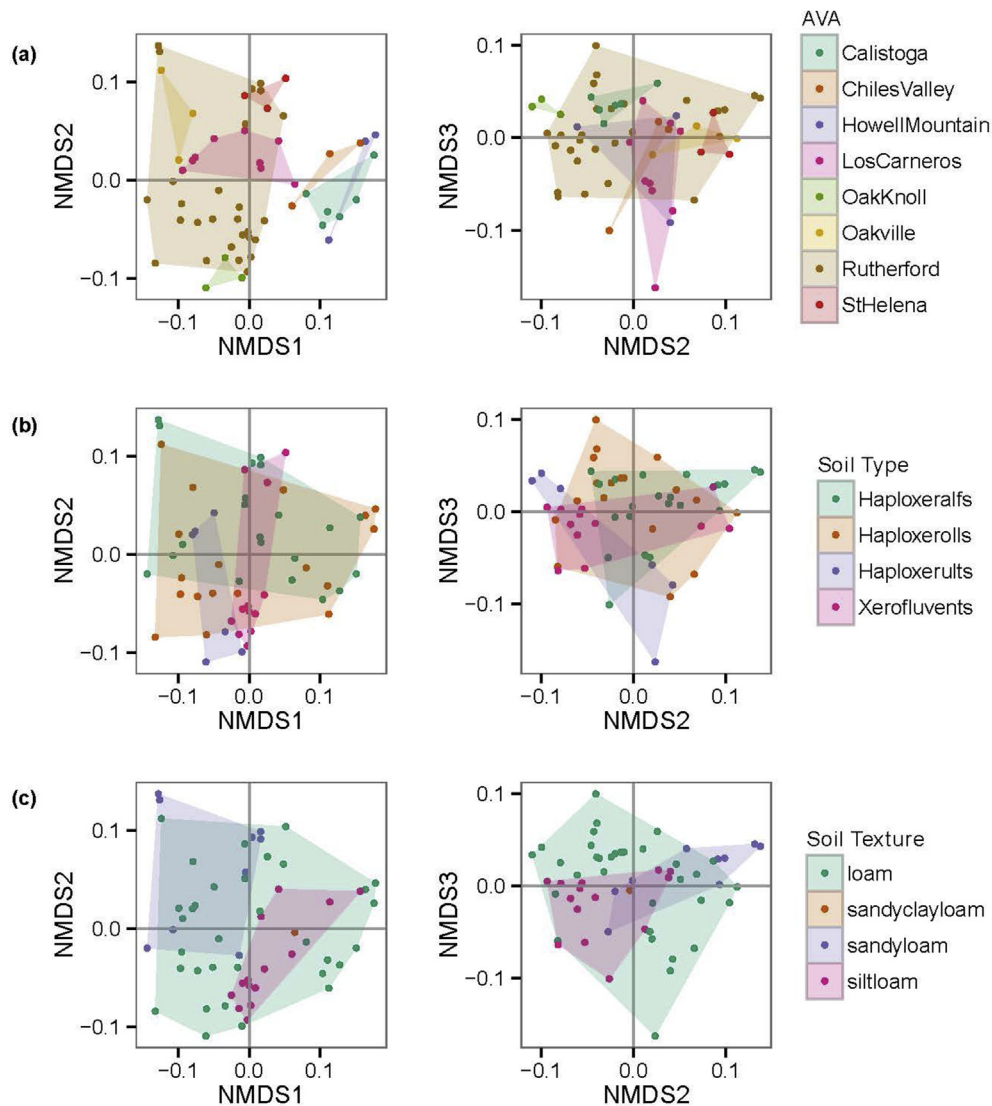 (a)
NMDS2
0.1
0.0
−0.1
−0.1
0.0
0.1
NMDS1
NMDS3
0.1
0.0
−0.1
−0.1
0.0
0.1
NMDS2
AVA
Calistoga
ChilesValley
HowellMountain
LosCarneros
OakKnoll
Oakville
Rutherford
StHelena
(b)
NMDS2
0.1
0.0
−0.1
−0.1
0.0
0.1
NMDS1
NMDS3
0.1
0.0
−0.1
−0.1
0.0
0.1
NMDS2
Soil Type
Haploxeralfs
Haploxerolls
Haploxerults
Xerofluvents
(c)
NMDS2
0.1
0.0
−0.1
−0.1
0.0
0.1
NMDS1
NMDS3
0.1
0.0
−0.1
−0.1
0.0
0.1
NMDS2
Soil Texture
loam
sandyclayloam
sandyloam
siltloam